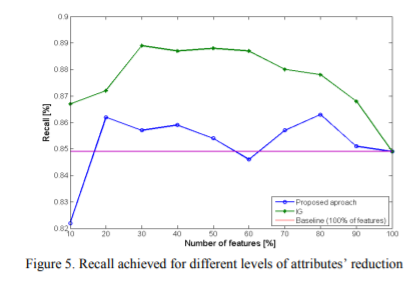 0.9
0.89
0.88
0.87
0.86
0.85
0.84
0.83
0.82
Recall [%]
10 20 30 40 50 60 70 80 90 100
Number of features [%]
Proposed aproach
IG
Baseline (100% of features)
Figure 5. Recall achieved for different levels of attributes' reduction